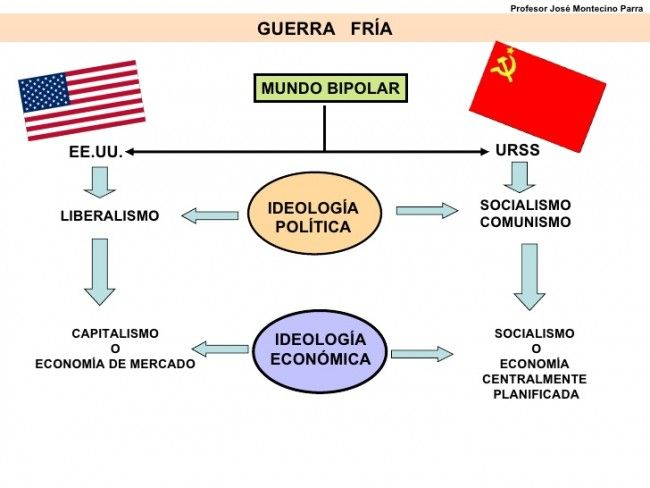 Profesor José Montecino Parra
GUERRA FRÍA
MUNDO BIPOLAR
EE.UU.
URSS
LIBERALISMO
IDEOLOGÍA
POLÍTICA
SOCIALISMO
COMUNISMO
CAPITALISMO
O
ECONOMÍA DE MERCADO
IDEOLOGÍA
ECONÓMICA
SOCIALISMO
O
ECONOMÍA
CENTRALMENTE
PLANIFICADA